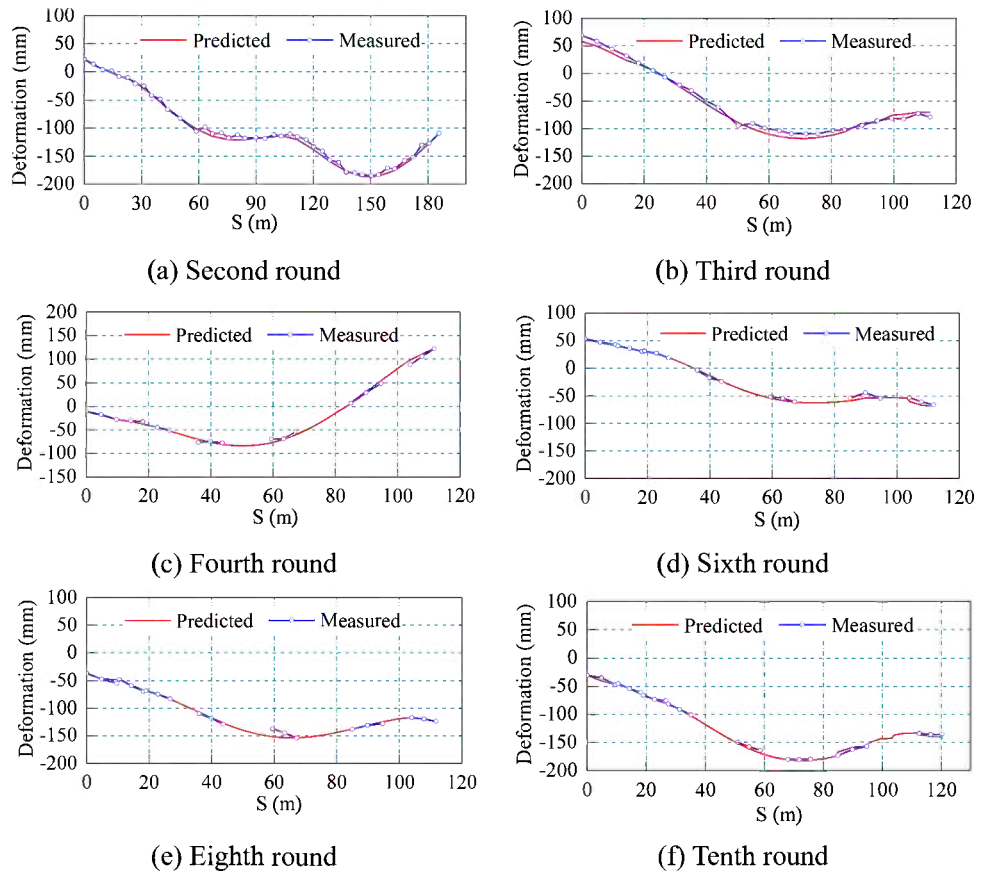 100
50
0
-50
-100
-150
-200
Deformation (mm)
Predicted
Measured
0 30 60 90 120 150 180
S (m)
(a) Second round
100
50
0
-50
-100
-150
-200
Deformation (mm)
Predicted
Measured
0 20 40 60 80 100 120
S (m)
(b) Third round
200
150
100
50
0
-50
-100
150
Deformation (mm)
Predicted
Measured
0 20 40 60 80 100 120
S (m)
(c) Fourth round
100
50
0
-50
-100
-150
-200
Deformation (mm)
Predicted
Measured
0 20 40 60 80 100 120
S (m)
(d) Sixth round
100
50
0
-50
-100
-150
-200
Deformation (mm)
Predicted
Measured
0 20 40 60 80 100 120
S (m)
(e) Eighth round
100
50
0
-50
-100
-150
-200
Deformation (mm)
Predicted
Measured
0 20 40 60 80 100 120
S (m)
(f) Tenth round